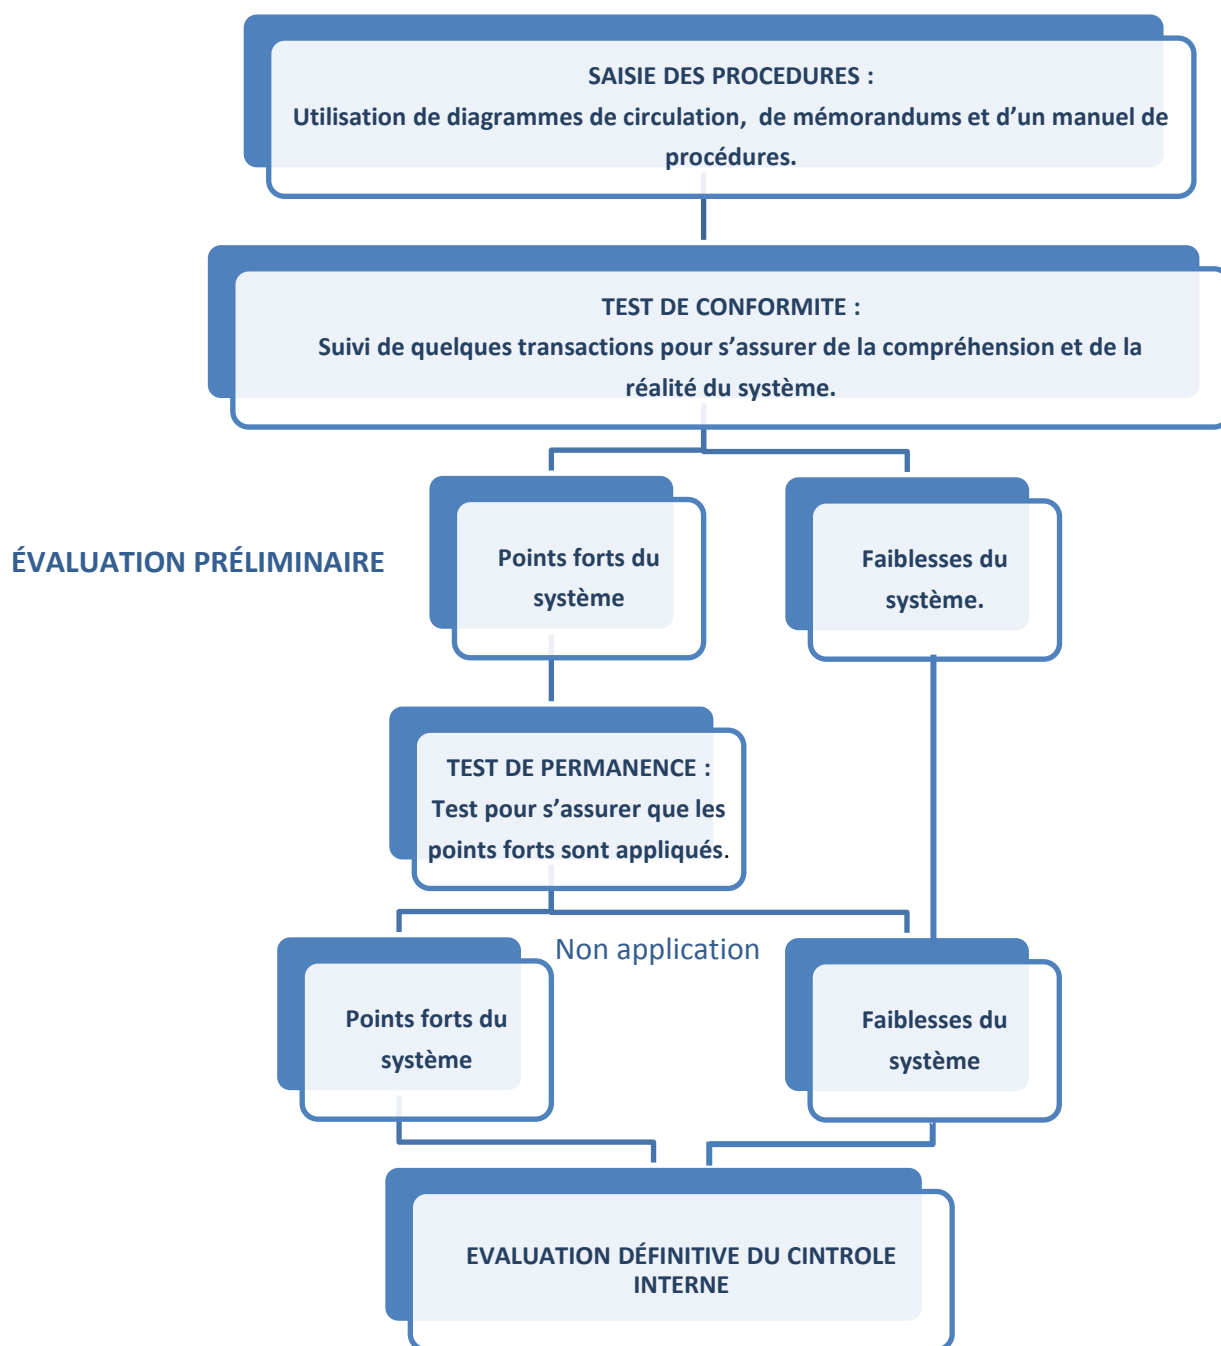 SAISIE DES PROCEDURES :
Utilisation de diagrammes de circulation,  de mémorandums et d’un manuel de
procédures.
TEST DE CONFORMITE :
Suivi de quelques transactions pour s’assurer de la compréhension et de la
réalité du système.
ÉVALUATION PRÉLIMINAIRE
Points forts du
système
Faiblesses du
système.
TEST DE PERMANENCE :
Test pour s’assurer que les
points forts sont appliqués.
Non application
Points forts du
système
Faiblesses du
système
EVALUATION DÉFINITIVE DU CINTROLE
INTERNE